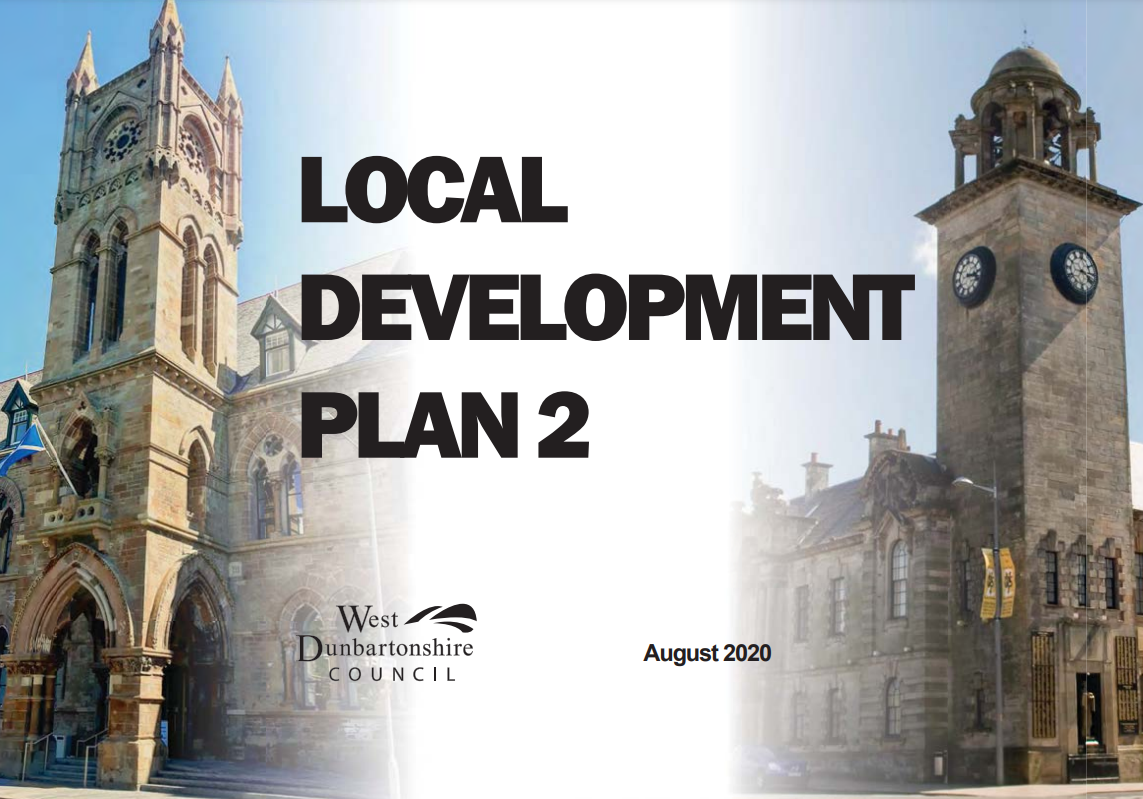 LOCAL
DEVELOPMENT
PLAN 2
West
Dunbartonshire
COUNCIL
August 2020